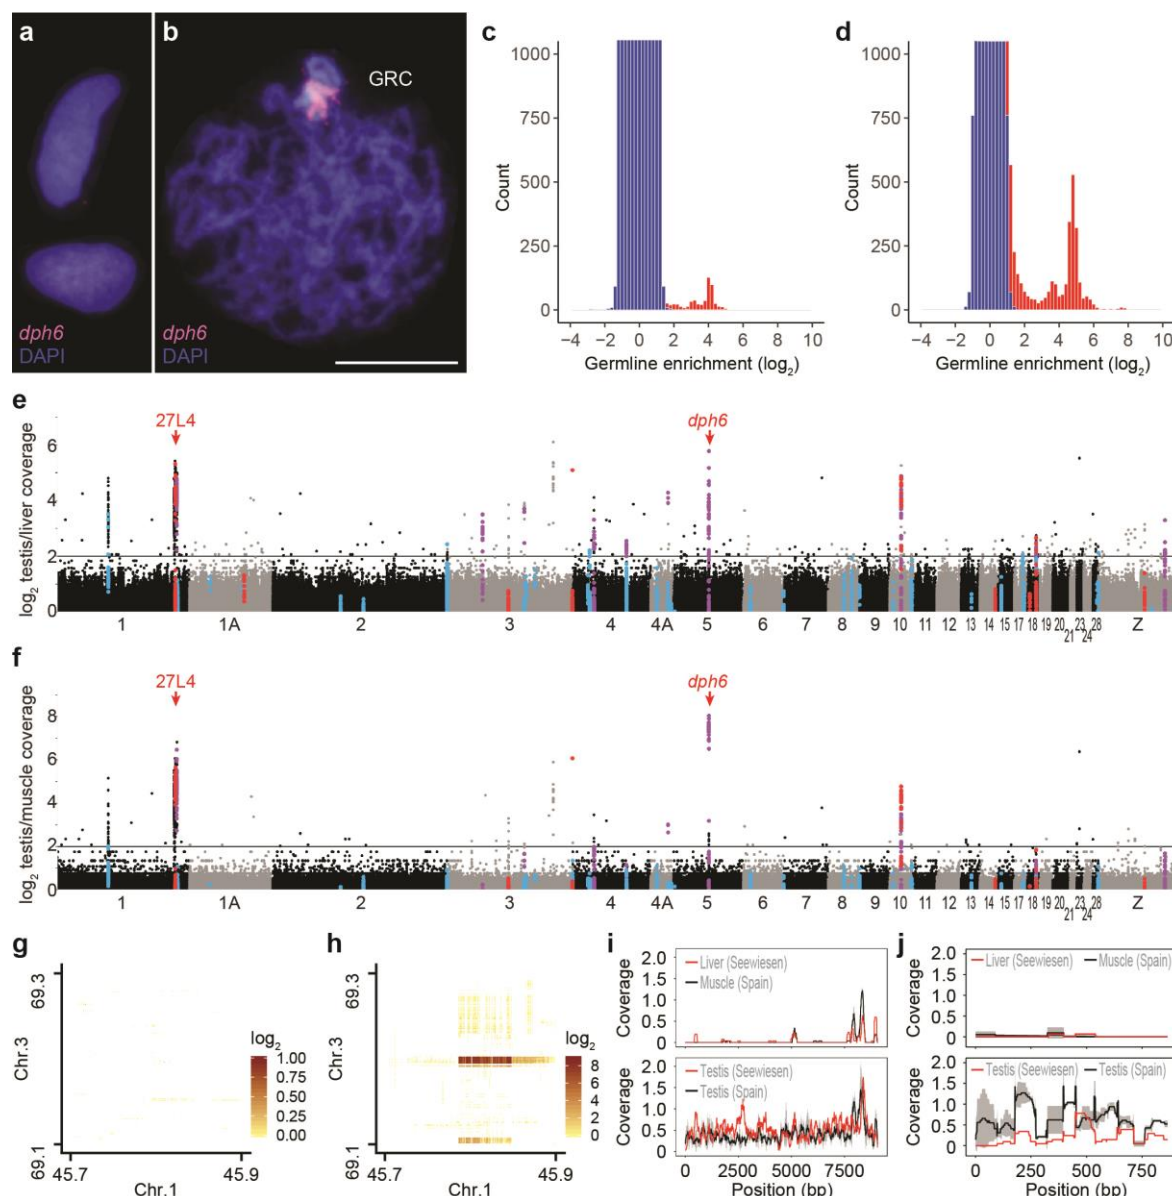 a
b
c
d
GRC
dph6
DAPI
dph6
DAPI
1000
750
500
250
0
Count
−4 −2 0 2 4 6 8 10
Germline enrichment (log2)
1000
750
500
250
0
Count
−4 −2 0 2 4 6 8 10
Germline enrichment (log2)
e
27L4
dph6
log2 testis/liver coverage
6
4
2
0
1 1A 2 3 4 4A 5 6 7 8 9 10 11 12 13 14 15 17 18 19 20 21 23 24 28 Z
f
27L4
dph6
log2 testis/muscle coverage
8
6
4
2
0
1 1A 2 3 4 4A 5 6 7 8 9 10 11 12 13 14 15 17 18 19 20 21 23 24 28 Z
g
69.3
Chr.3
69.1
45.7 45.9
Chr.1
log2
1.00
0.75
0.50
0.25
0.00
h
69.3
Chr.3
69.1
45.7 45.9
Chr.1
log2
8
6
4
2
0
i
Coverage
2.0
1.5
1.0
0.5
0
Liver (Seewiesen)
Muscle (Spain)
Coverage
2.0
1.5
1.0
0.5
0
Testis (Seewiesen)
Testis (Spain)
0 25000 50000 75000
Position (bp)
j
Coverage
2.0
1.5
1.0
0.5
0
Liver (Seewiesen) Muscle (Spain)
Coverage
2.0
1.5
1.0
0.5
0
Testis (Seewiesen) Testis (Spain)
0 250 500 750
Position (bp)